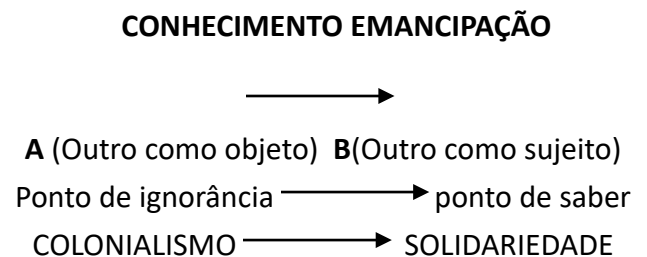 CONHECIMENTO EMANCIPAÇÃO
A (Outro como objeto) B(Outro como sujeito)
Ponto de ignorância ponto de saber
COLONIALISMO SOLIDARIEDADE